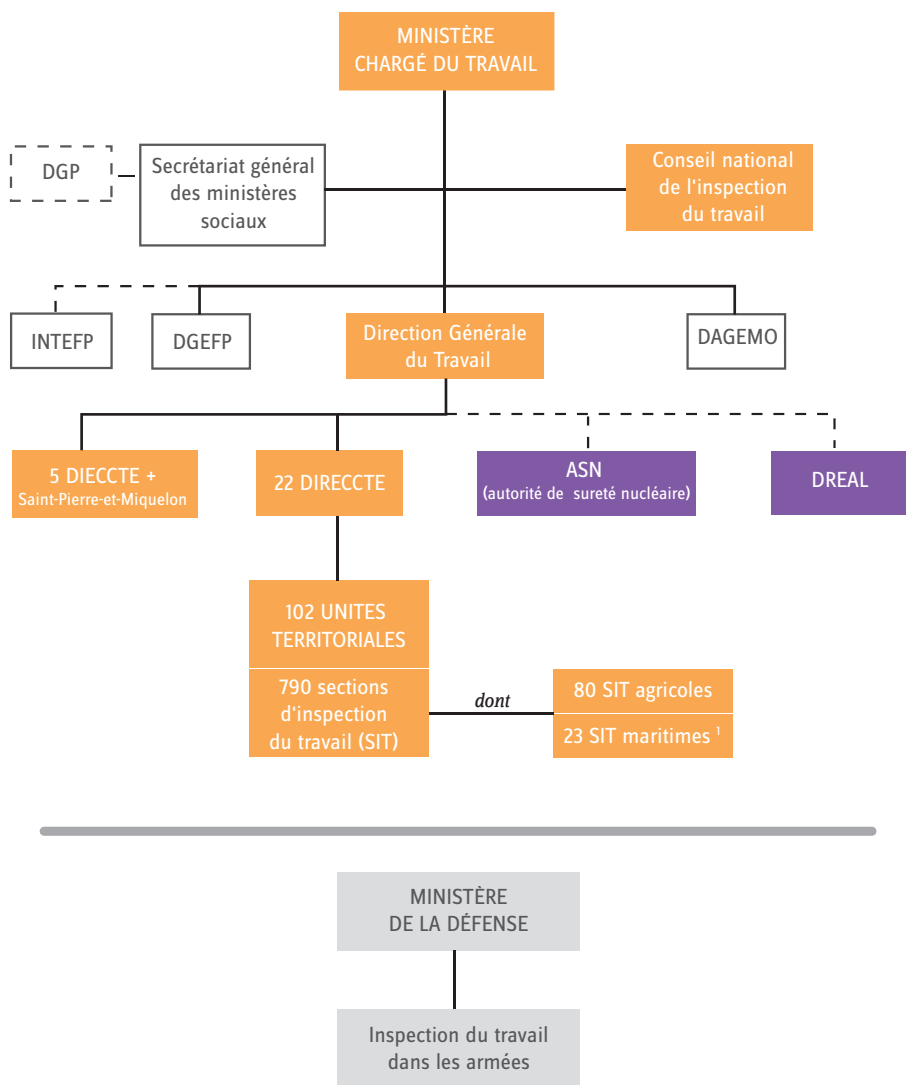 MINISTÈRE
CHARGÉ DU TRAVAIL
DGP
Secrétariat général
des ministères
sociaux
Conseil national
de l'inspection
du travail
INTEFP
DGEFP
Direction Générale
du Travail
DAGEMO
5 DIECCTE +
Saint-Pierre-et-Miquelon
22 DIRECCTE
ASN
(autorité de sureté nucléaire)
DREAL
102 UNITES
TERRITORIALES
790 sections
d'inspection
du travail (SIT)
dont
80 SIT agricoles
23 SIT maritimes ¹
MINISTÈRE
DE LA DÉFENSE
Inspection du travail
dans les armées